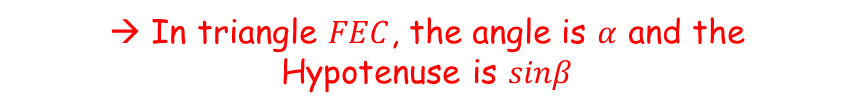 → In triangle 𝐹𝐸𝐶, the angle is 𝛼 and the
Hypotenuse is 𝑠𝑖𝑛𝛽